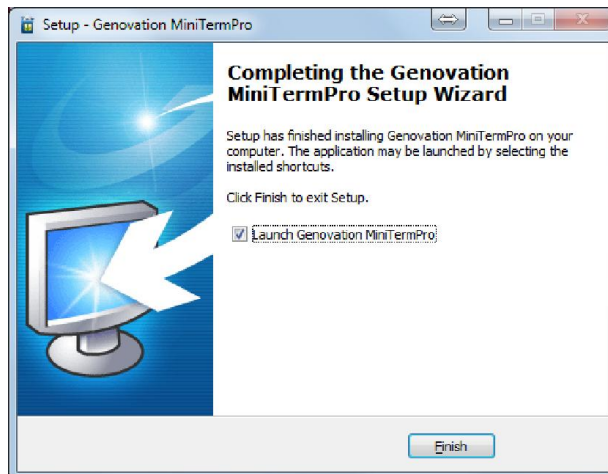 Setup - Genovation MiniTermPro
Completing the Genovation
MiniTermPro Setup Wizard
Setup has finished installing Genovation MiniTermPro on your
computer. The application may be launched by selecting the
installed shortcuts.
Click Finish to exit Setup.
Launch Genovation MiniTermPro
Finish